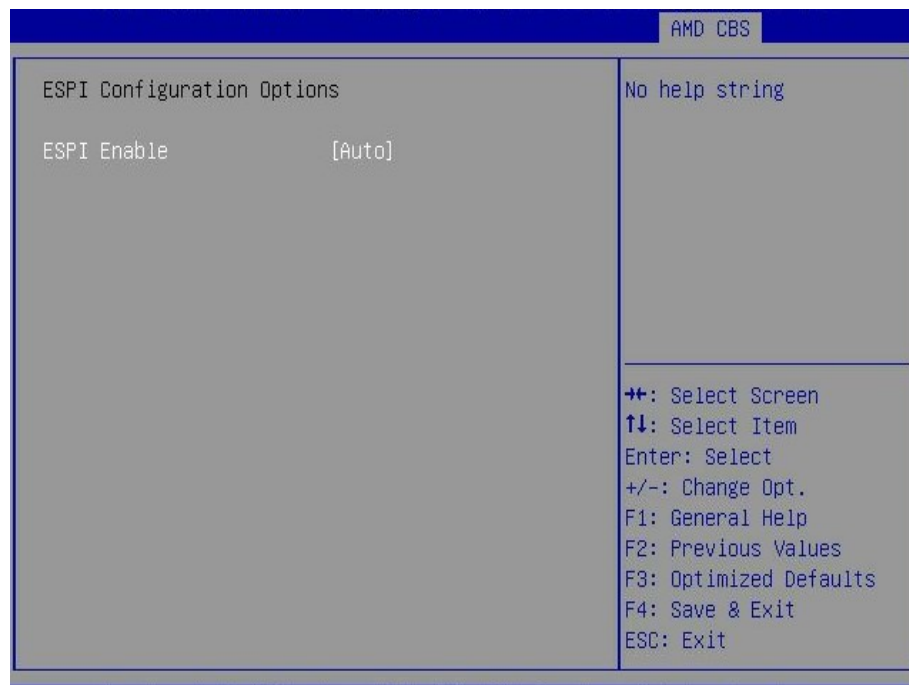 AMD CBS
ESPI Configuration Options
ESPI Enable [Auto]
No help string
→←: Select Screen
↑↓: Select Item
Enter: Select
+/-: Change Opt.
F1: General Help
F2: Previous Values
F3: Optimized Defaults
F4: Save & Exit
ESC: Exit